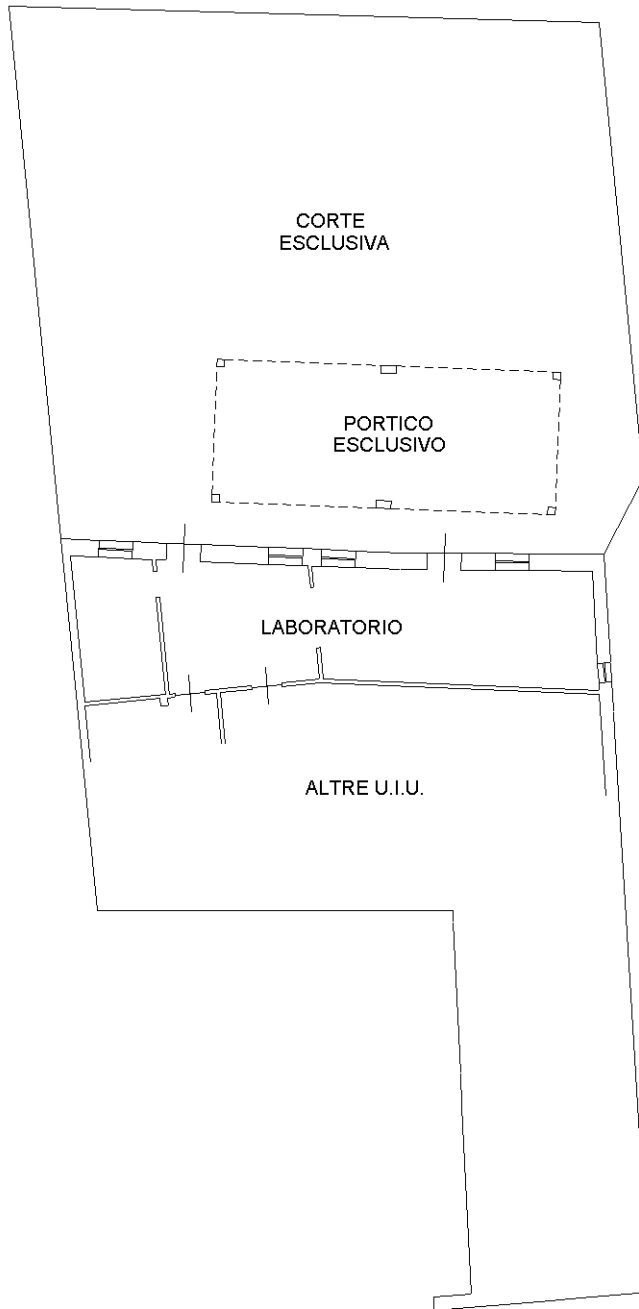 CORTE
ESCLUSIVA
PORTICO
ESCLUSIVO
LABORATORIO
ALTRE U.I.U.